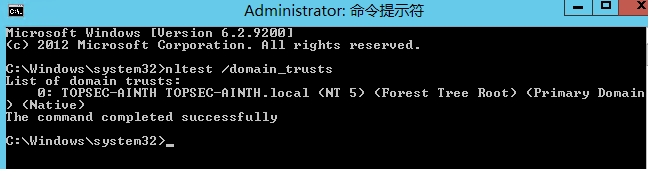 Administrator: 命令提示符
Microsoft Windows [Version 6.2.9200]
(c) 2012 Microsoft Corporation. All rights reserved.
C:\Windows\system32>nltest /domain_trusts
List of domain trusts:
    0: TOPSEC-AINTH TOPSEC-AINTH.local (NT 5) (Forest Tree Root) (Primary Domain
) (Native)
The command completed successfully
C:\Windows\system32>_